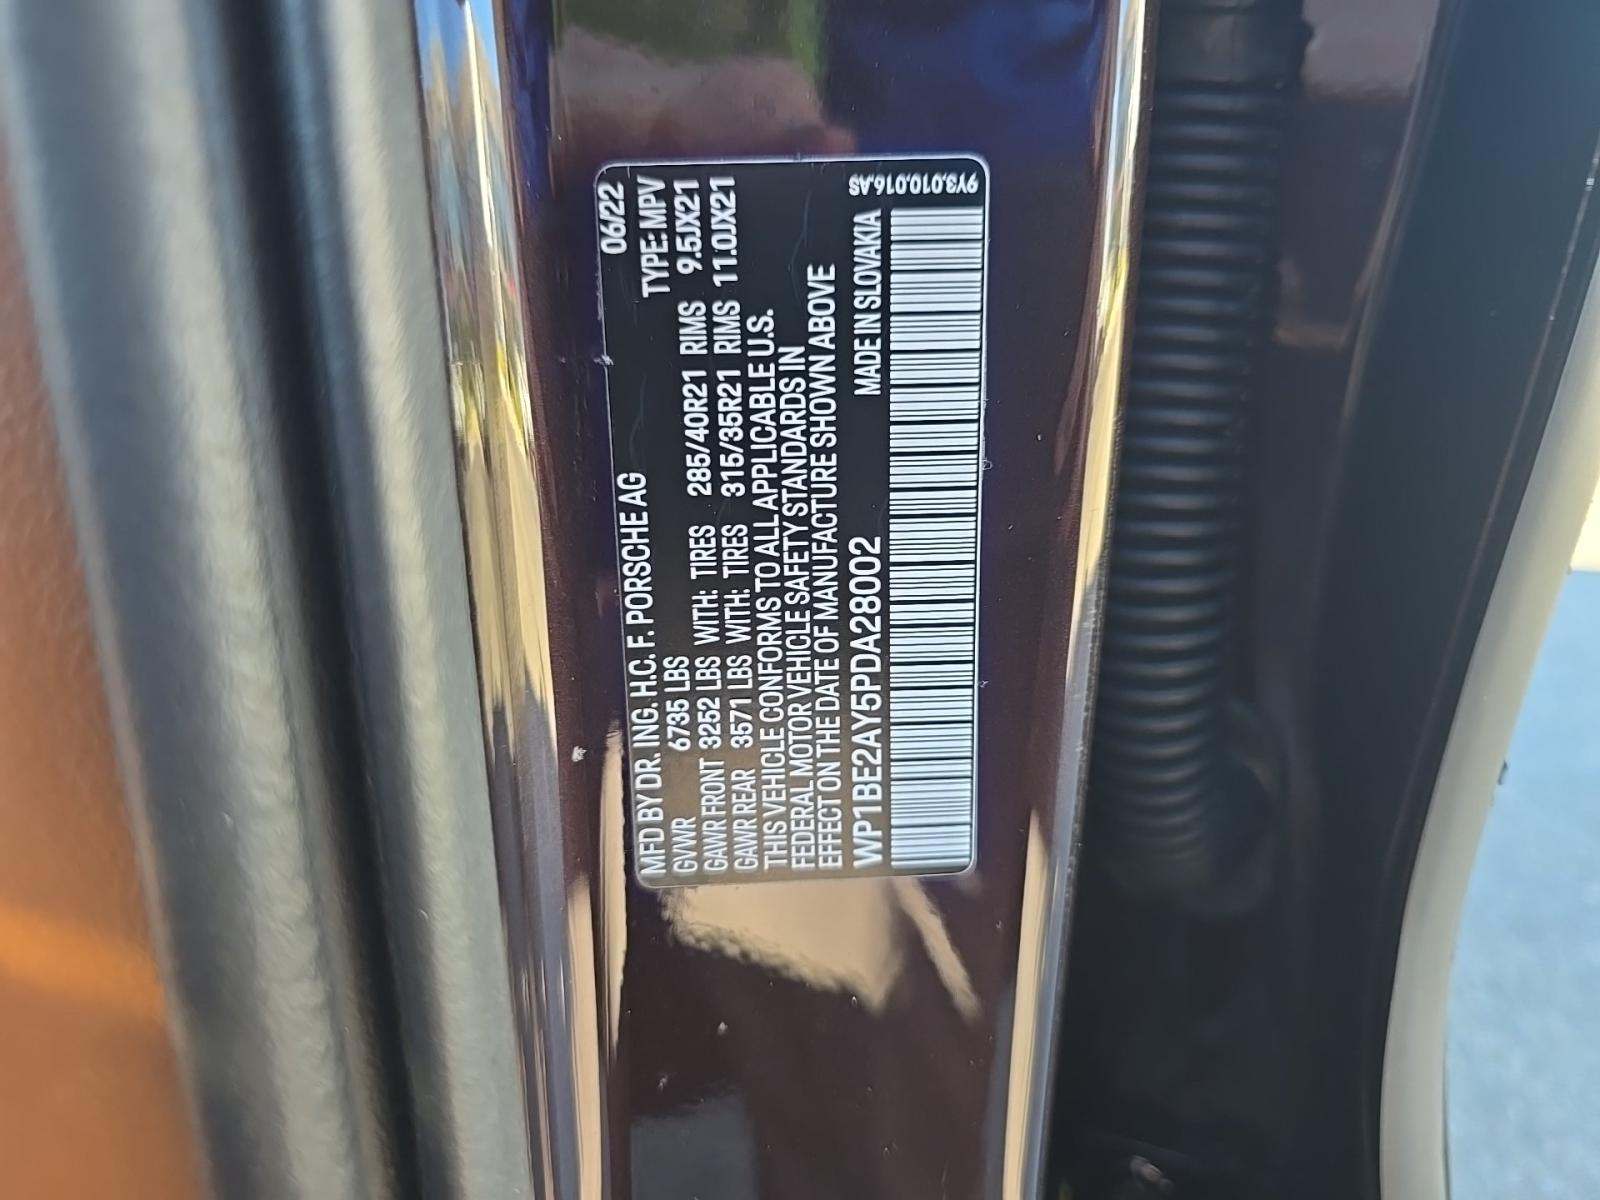 06/22
MFD BY DR. ING. H.C. F. PORSCHE AG TYPE: MPV
GVWR 6735 LBS
GAWR FRONT 3252 LBS WITH: TIRES 285/40R21 RIMS 9.5JX21
GAWR REAR 3571 LBS WITH: TIRES 315/35R21 RIMS 11.0JX21
THIS VEHICLE CONFORMS TO ALL APPLICABLE U.S.
FEDERAL MOTOR VEHICLE SAFETY STANDARDS IN
EFFECT ON THE DATE OF MANUFACTURE SHOWN ABOVE
WP1BE2AY5PDA28002 MADE IN SLOVAKIA
9Y3.010.016.AS